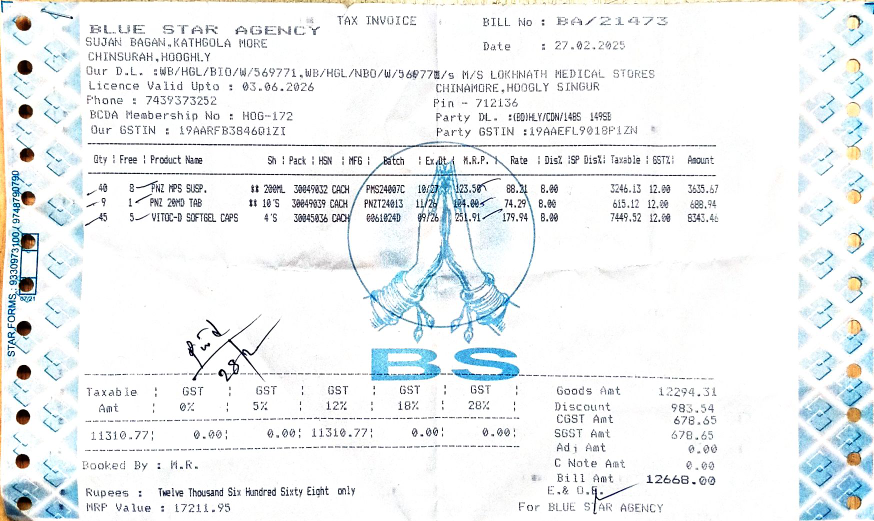 TAX INVOICE
BLUE STAR AGENCY
SUJAN BAGAN,KATHGOLA MORE
CHINSURAH,HOOGHLY
Our D.L. :WB/HGL/BIO/W/569771,WB/HGL/NBO/W/
Licence Valid Upto : 03.06.2026
Phone : 7439373252
BCDA Membership No : HOG-172
Our GSTIN : 19AARFB3846Q1ZI
BILL No : BA/21473
Date : 27.02.2025
M/S LOKHNATH MEDICAL STORES
CHINAMORE,HOOGLY SINGUR
Pin - 712136
Party DL. :(BD)HLY/CDN/148S 149SB
Party GSTIN :19AAEFL9018P1ZN
Qty | Free | Product Name Sh | Pack | HSN | MFG | Batch | Ex.Dt. | M.R.P. | Rate | Dis% |SP Dis%| Taxable | GST% | Amount
40 8 PNZ MPS SUSP. ** 200ML 30049032 CACH PMS24007C 10/27 123.50 88.21 8.00 3246.13 12.00 3635.67
9 1 PNZ 20MD TAB ** 10'S 30049039 CACH PNZT24013 11/26 104.00 74.29 8.00 615.12 12.00 688.94
45 5 VITOC-D SOFTGEL CAPS 4'S 30045036 CACH 0061024D 09/26 251.91 179.94 8.00 7449.52 12.00 8343.46
STAR FORMS : 9330973100 / 9748790790
02/21
28/2
BS
Taxable | GST | GST | GST | GST | GST
Amt | 0% | 5% | 12% | 18% | 28%
11310.77| 0.00| 0.00| 11310.77| 0.00| 0.00|
Goods Amt 12294.31
Discount 983.54
CGST Amt 678.65
SGST Amt 678.65
Adj Amt 0.00
C Note Amt 0.00
Bill Amt 12668.00
Booked By : M.R.
E.& O.E.
Rupees : Twelve Thousand Six Hundred Sixty Eight only
MRP Value : 17211.95
For BLUE STAR AGENCY